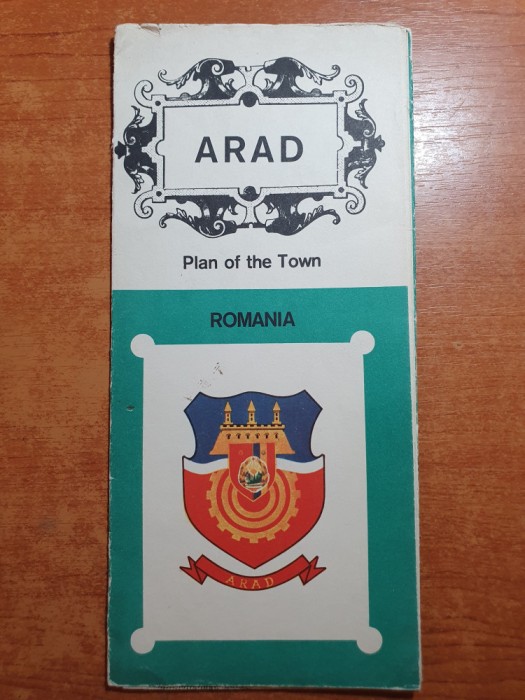 ARAD
Plan of the Town
ROMANIA
ARAD